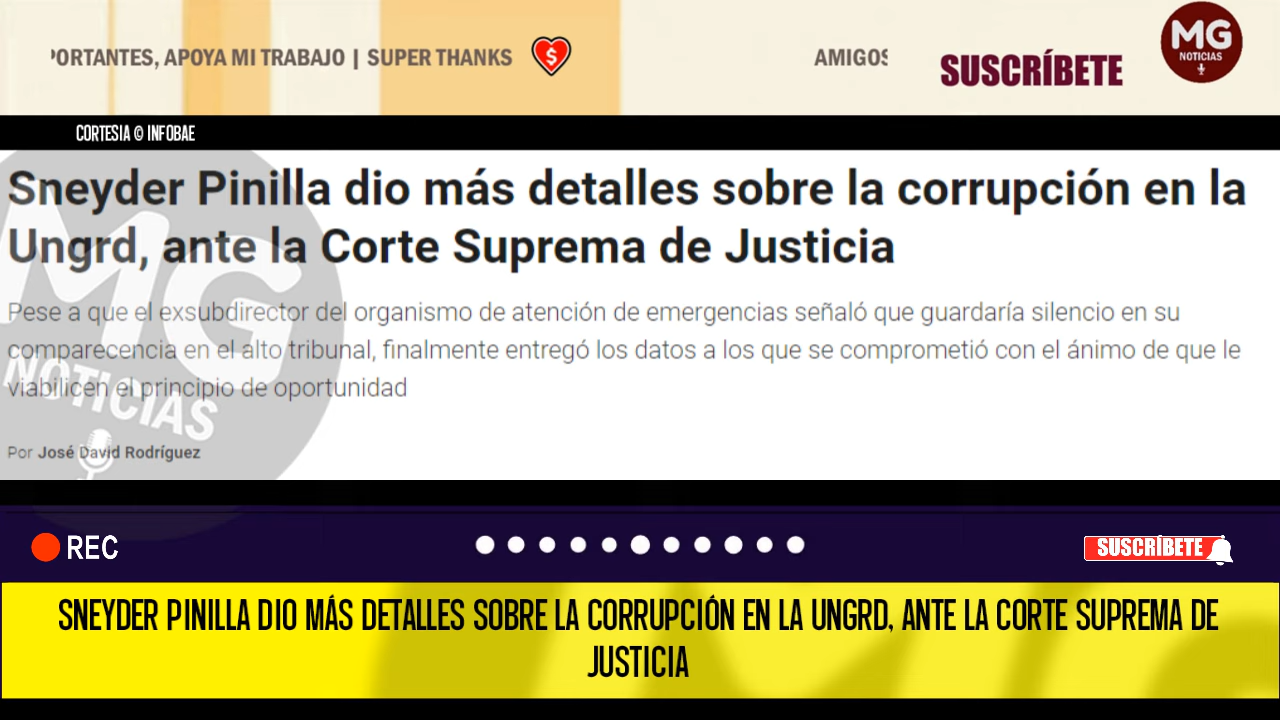 PORTANTES, APOYA MI TRABAJO | SUPER THANKS
AMIGOS
SUSCRÍBETE
MG
NOTICIAS
CORTESIA © INFOBAE
Sneyder Pinilla dio más detalles sobre la corrupción en la
Ungrd, ante la Corte Suprema de Justicia
Pese a que el exsubdirector del organismo de atención de emergencias señaló que guardaría silencio en su
comparecencia en el alto tribunal, finalmente entregó los datos a los que se comprometió con el ánimo de que le
viabilicen el principio de oportunidad
Por José David Rodríguez
MG
NOTICIAS
REC
SUSCRÍBETE
SNEYDER PINILLA DIO MÁS DETALLES SOBRE LA CORRUPCIÓN EN LA UNGRD, ANTE LA CORTE SUPREMA DE
JUSTICIA